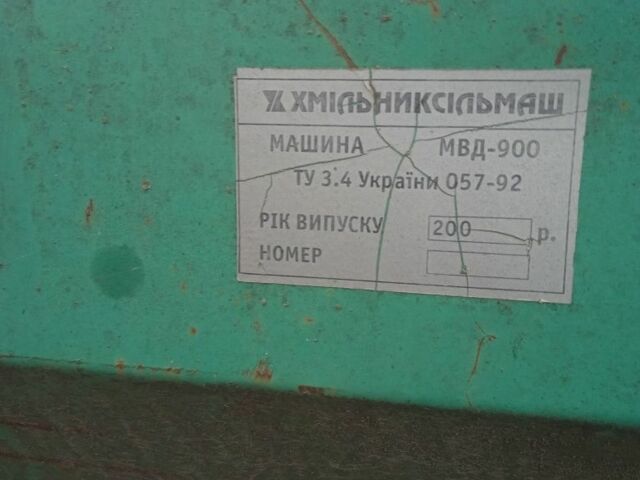 ХМІЛЬНИКСІЛЬМАШ
МАШИНА МВД-900
ТУ 3.4 України 057-92
РІК ВИПУСКУ 200 р.
НОМЕР